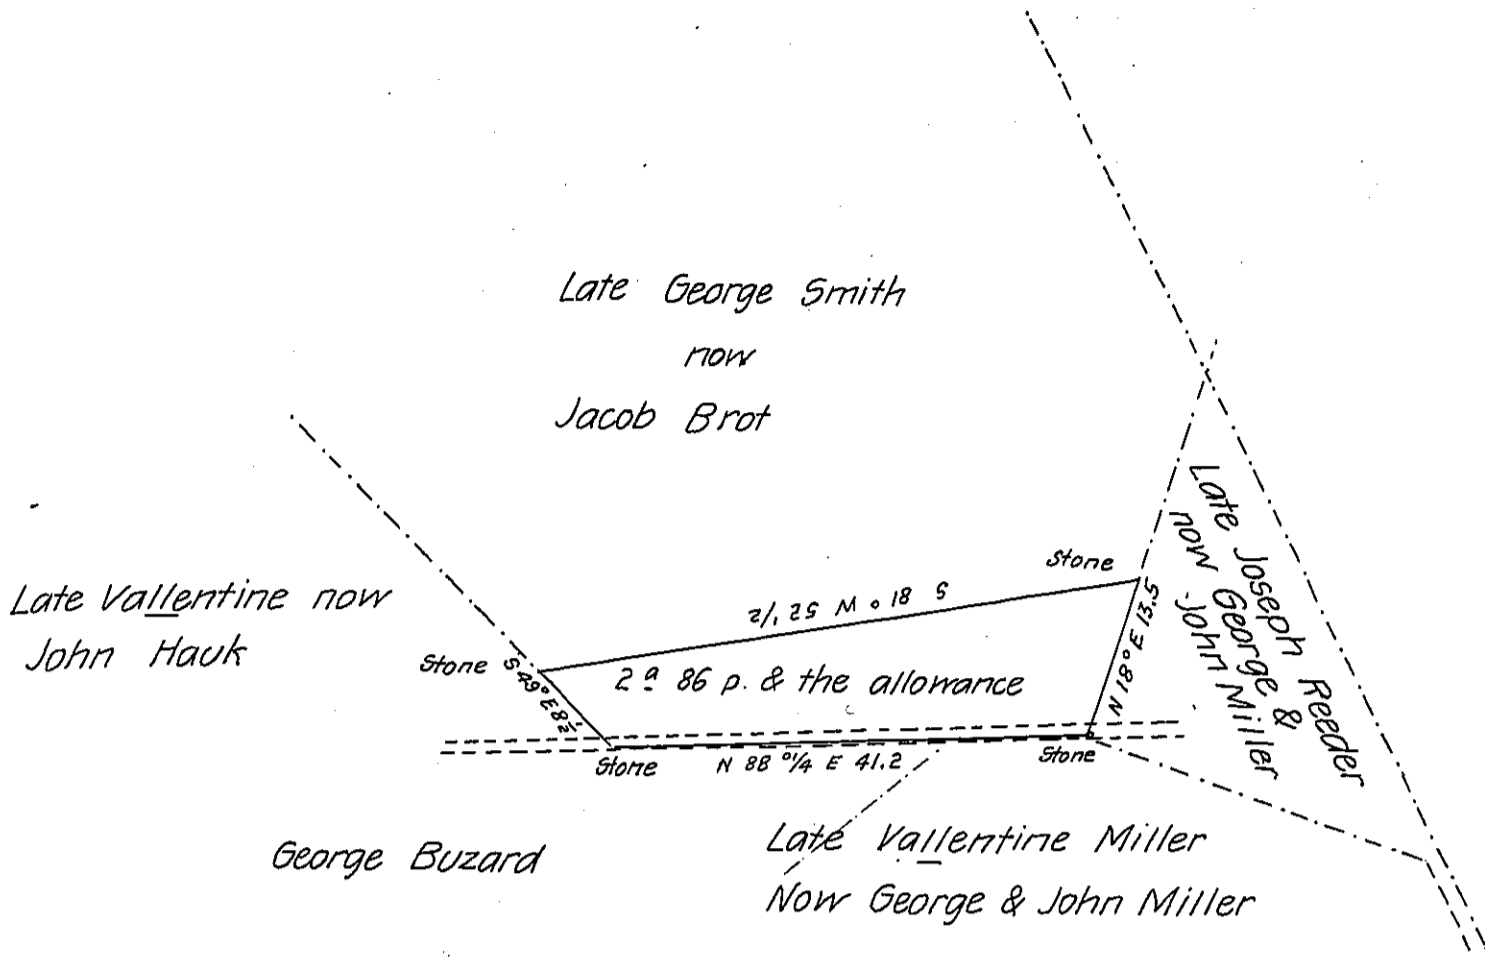 Late George Smith
now
Jacob Brot
Late Joseph Reeder
now George &
John Miller
Stone
S 81 ° W 52 ,1/2
N 18° E 13.5
Late Vallentine now
John Hauk
Stone
S 49° E 8 1/2
2 a 86 p. & the allowance
Stone
N 88 °1/4 E 41.2
Stone
George Buzard
Late Vallentine Miller
Now George & John Miller